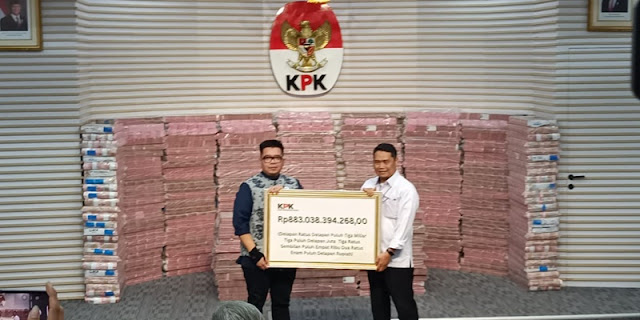 KPK
KPK
Rp883.038.394.268,00
(Delapan Ratus Delapan Puluh Tiga Miliar
Tiga Puluh Delapan Juta Tiga Ratus
Sembilan Puluh Empat Ribu Dua Ratus
Enam Puluh Delapan Rupiah)